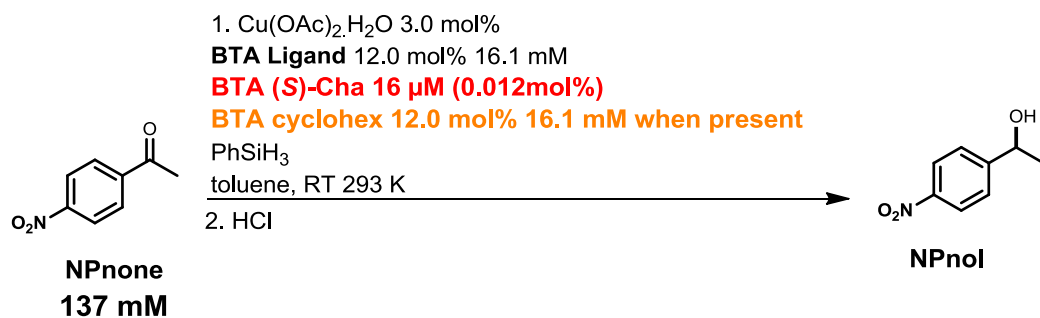 1. Cu(OAc)2.H2O 3.0 mol%
BTA Ligand 12.0 mol% 16.1 mM
BTA (S)-Cha 16 µM (0.012mol%)
BTA cyclohex 12.0 mol% 16.1 mM when present
PhSiH3
toluene, RT 293 K
2. HCl
O
O2N
NPnone
137 mM
OH
O2N
NPnol